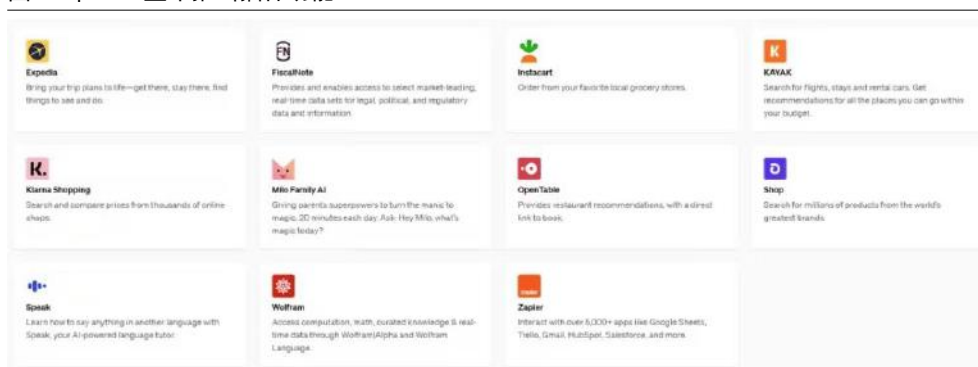 Expedia
Bring your trip plans to life—get there, stay there, find
things to see and do.
FN
FiscalNote
Provides and enables access to select market-leading,
real-time data sets for legal, political, and regulatory
data and information.
Instacart
Order from your favorite local grocery stores.
K
KAYAK
Search for flights, stays and rental cars. Get
recommendations for all the places you can go within
your budget.
K.
Klarna Shopping
Search and compare prices from thousands of online
shops.
Milo Family AI
Giving parents superpowers to turn the manic to
magic, 20 minutes each day. Ask: Hey Milo, what's
magic today?
OpenTable
Provides restaurant recommendations, with a direct
link to book.
Shop
Search for millions of products from the world's
greatest brands.
Speak
Learn how to say anything in another language with
Speak, your AI-powered language tutor.
Wolfram
Access computation, math, curated knowledge & real-
time data through Wolfram|Alpha and Wolfram
Language.
zapier
Zapier
Interact with over 5,000+ apps like Google Sheets,
Trello, Gmail, HubSpot, Salesforce, and more.